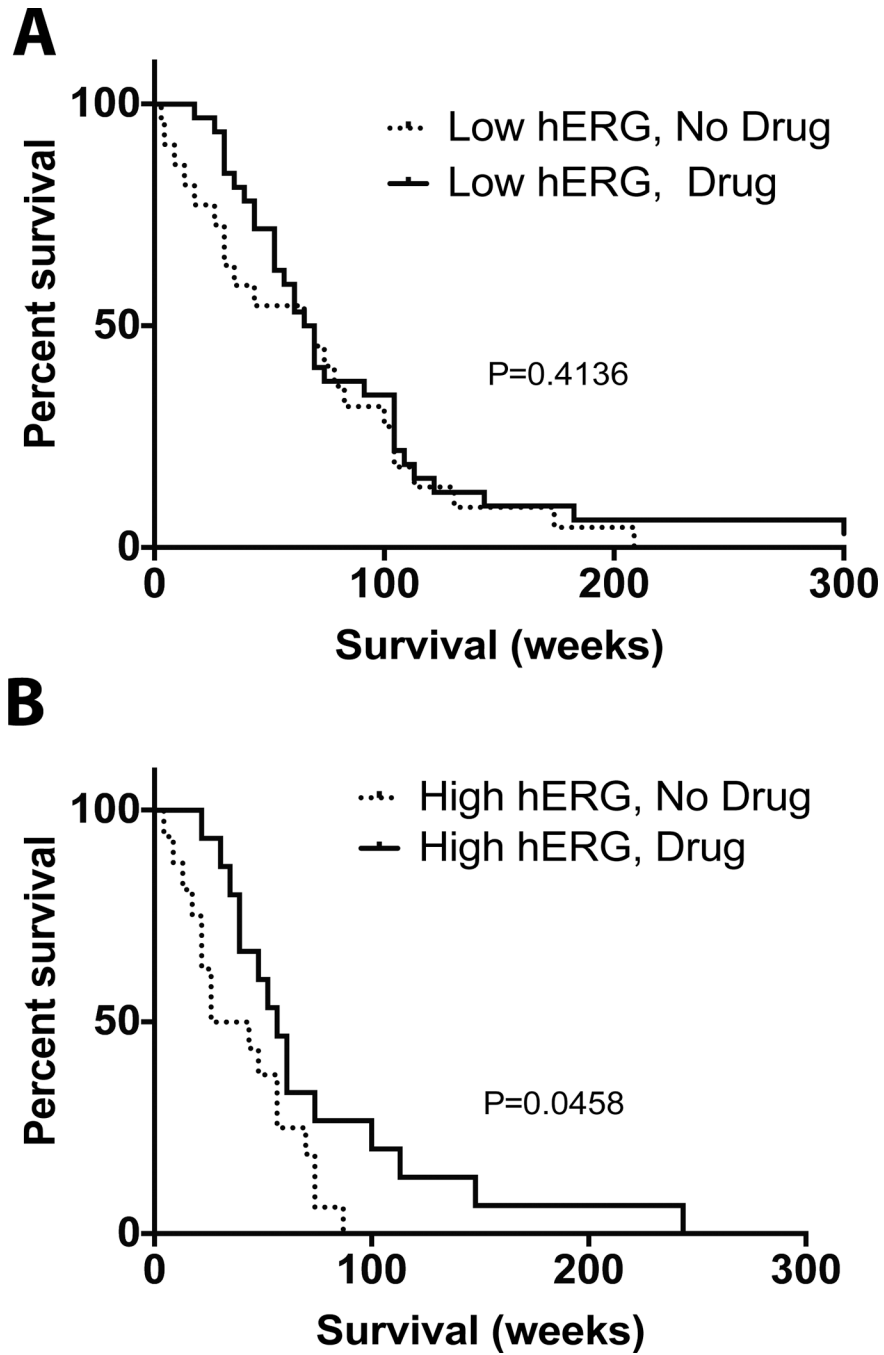 A
Low hERG, No Drug
Low hERG, Drug
100
50
0
Percent survival
P=0.4136
0 100 200 300
Survival (weeks)
B
High hERG, No Drug
High hERG, Drug
100
50
0
Percent survival
P=0.0458
0 100 200 300
Survival (weeks)